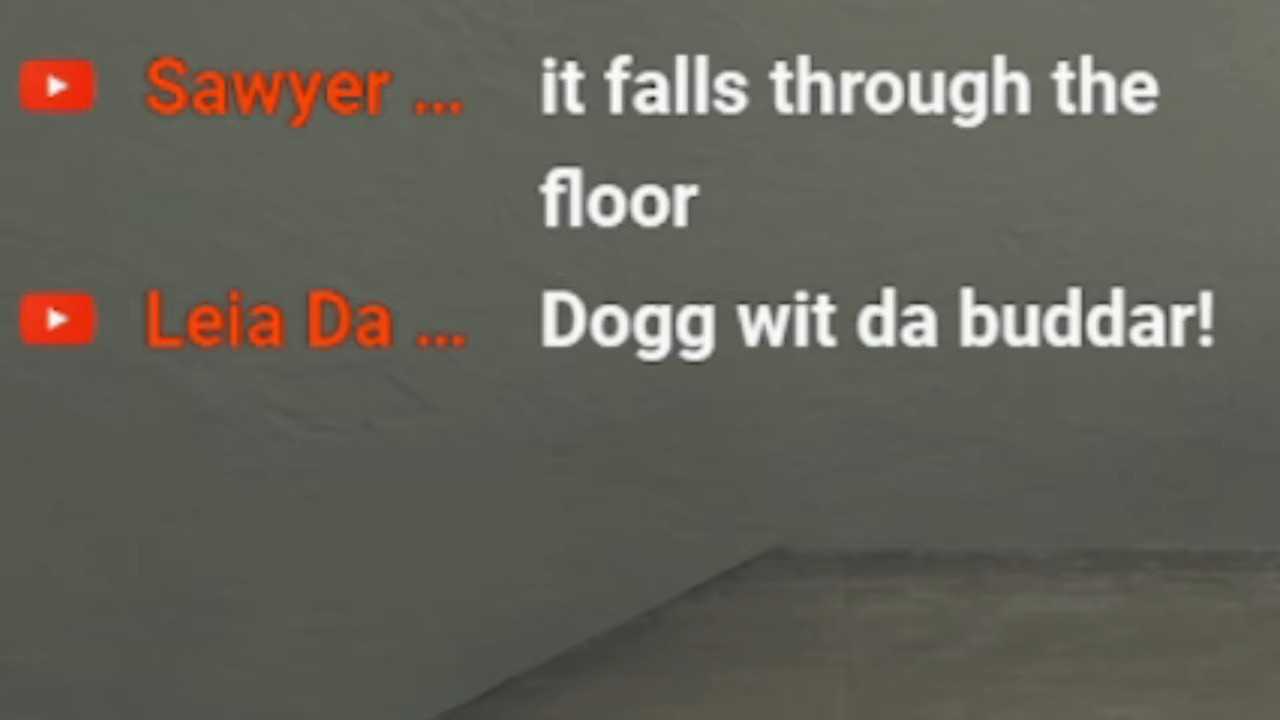 Sawyer ... it falls through the
floor
Leia Da ... Dogg wit da buddar!